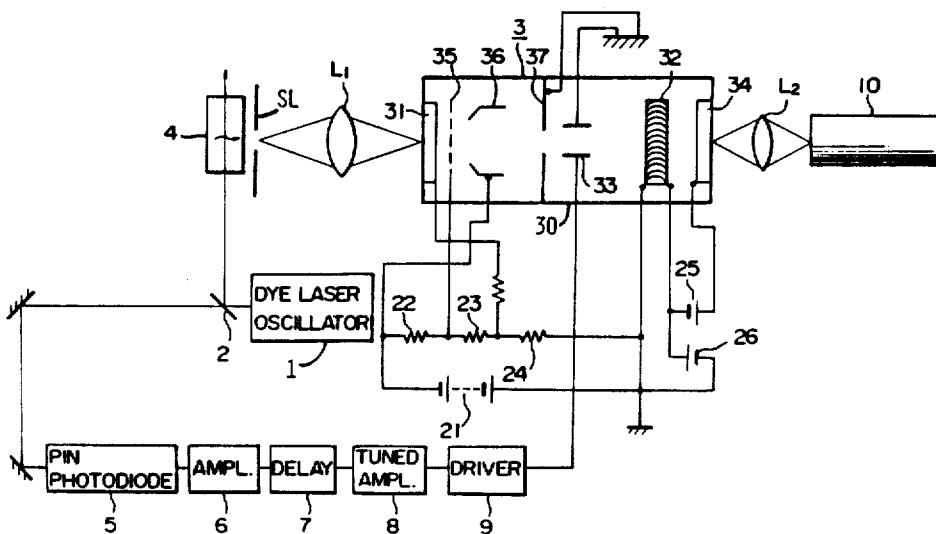 3
35
36
37
32
34
10
L1
L2
SL
31
4
33
30
DYE LASER
OSCILLATOR
1
2
22
23
24
25
26
21
PIN
PHOTODIODE
AMPL.
DELAY
TUNED
AMPL.
DRIVER
5
6
7
8
9